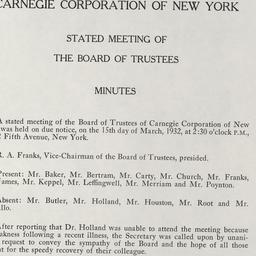 CARNEGIE CORPORATION OF NEW YORK
STATED MEETING OF
THE BOARD OF TRUSTEES
MINUTES
A stated meeting of the Board of Trustees of Carnegie Corporation of New
was held on due notice, on the 15th day of March, 1932, at 2:30 o'clock P.M.,
Fifth Avenue, New York.
R. A. Franks, Vice-Chairman of the Board of Trustees, presided.
Present: Mr. Baker, Mr. Bertram, Mr. Carty, Mr. Church, Mr. Franks,
James, Mr. Keppel, Mr. Leffingwell, Mr. Merriam and Mr. Poynton.
Absent: Mr. Butler, Mr. Holland, Mr. Houston, Mr. Root and Mr.
llo.
After reporting that Dr. Holland was unable to attend the meeting because
akness following a recent illness, the Secretary was called upon by unani-
request to convey the sympathy of the Board and the hope of all those
nt for the speedy recovery of their colleague.